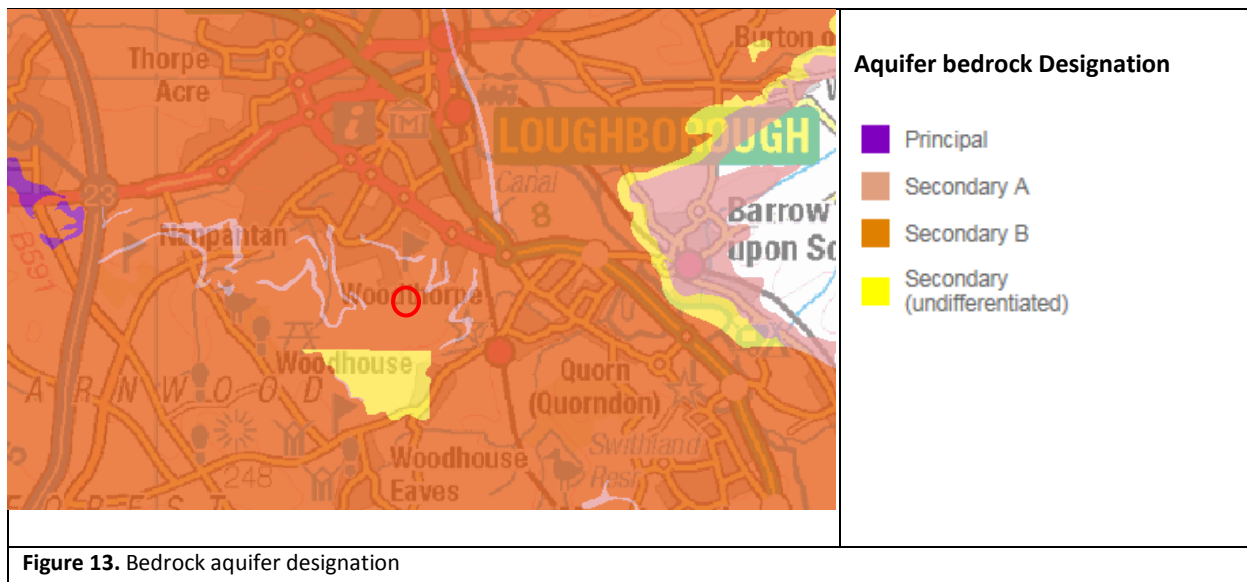 Thorpe
Acre
Burton o
LOUGHBOROUGH
Canal
8
23
Nanpantan
B591
Barrow
upon So
Woodthorpe
Woodhouse
Quorn
(Quorndon)
A R N W O O D
Swithland
Resr
248
Woodhouse
Eaves
F O R E S T
Aquifer bedrock Designation
Principal
Secondary A
Secondary B
Secondary
(undifferentiated)
Figure 13. Bedrock aquifer designation